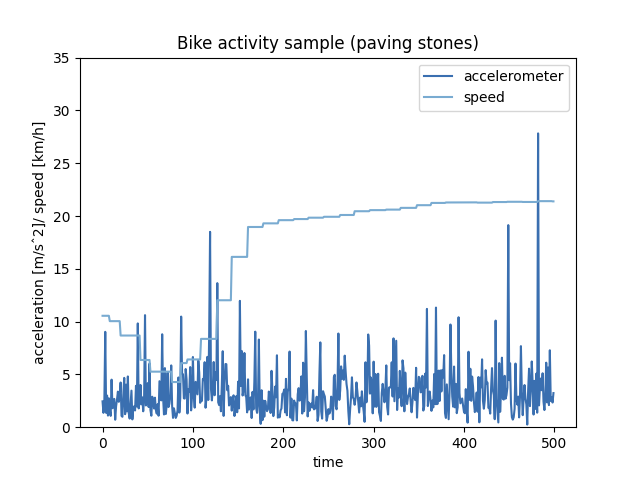 Bike activity sample (paving stones)
accelerometer
speed
35
30
25
20
15
10
5
0
acceleration [m/s^2]/ speed [km/h]
0
100
200
300
400
500
time